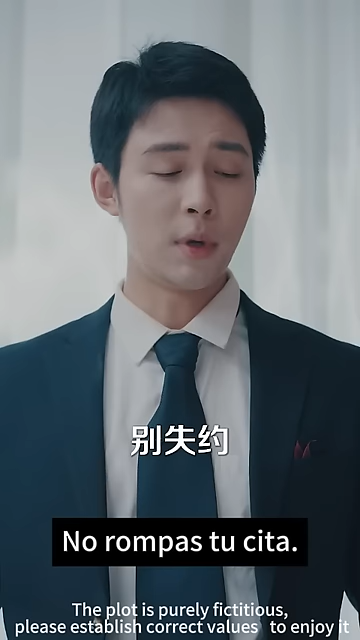 别失约
No rompas tu cita.
The plot is purely fictitious,
please establish correct values to enjoy it